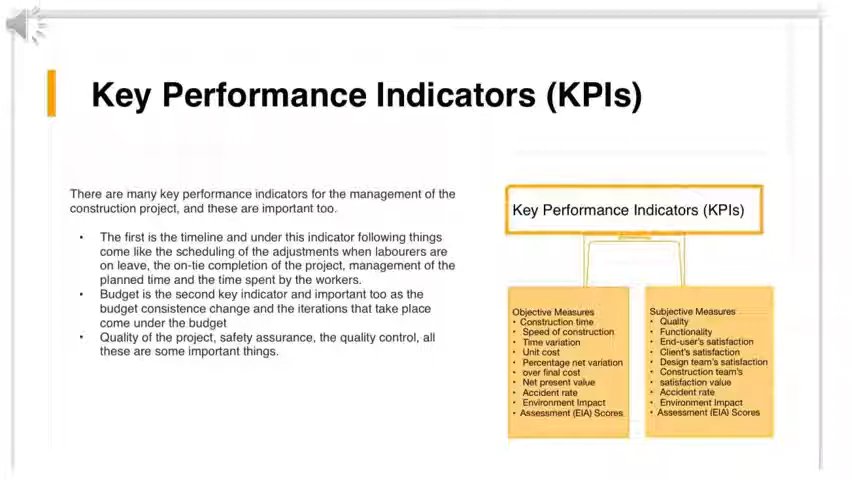 Key Performance Indicators (KPIs)
There are many key performance indicators for the management of the
construction project, and these are important too.
• The first is the timeline and under this indicator following things
come like the scheduling of the adjustments when labourers are
on leave, the on-tie completion of the project, management of the
planned time and the time spent by the workers.
• Budget is the second key indicator and important too as the
budget consistence change and the iterations that take place
come under the budget
• Quality of the project, safety assurance, the quality control, all
these are some important things.
Key Performance Indicators (KPIs)
Objective Measures
• Construction time
• Speed of construction
• Time variation
• Unit cost
• Percentage net variation
• over final cost
• Net present value
• Accident rate
• Environment Impact
• Assessment (EIA) Scores
Subjective Measures
• Quality
• Functionality
• End-user's satisfaction
• Client's satisfaction
• Design team's satisfaction
• Construction team's
• satisfaction value
• Accident rate
• Environment Impact
• Assessment (EIA) Scores